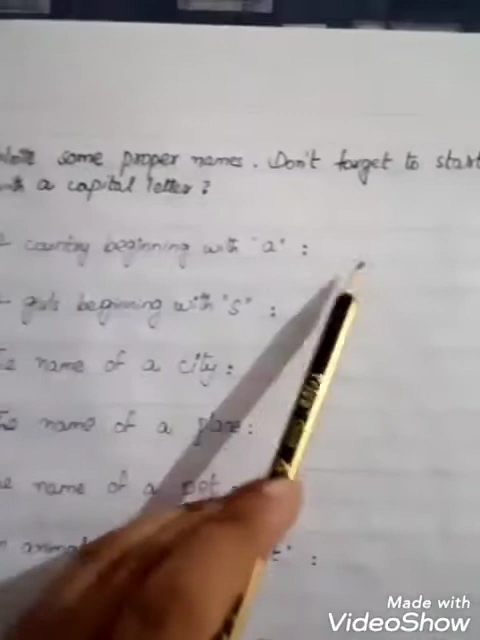 some proper names. Don't forget to start
a capital letter?
country beginning with "a" :
girls beginning with "s" :
name of a city:
name of a place:
name of a pet
Made with
VideoShow